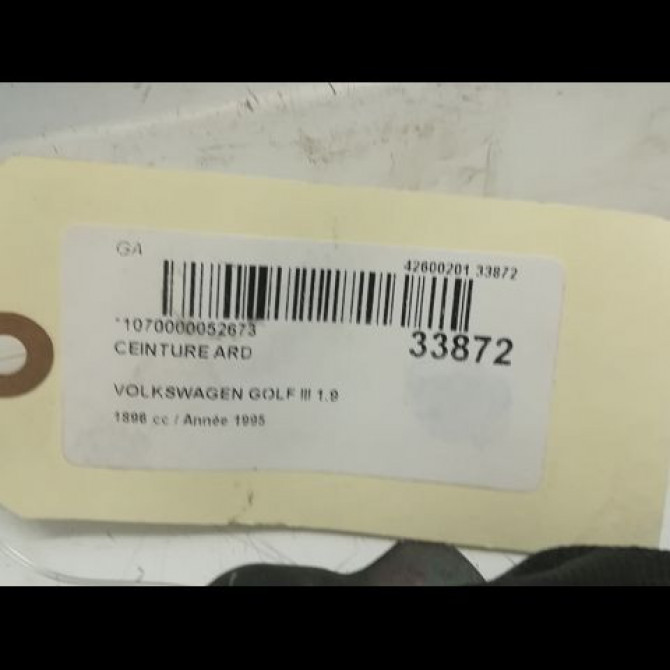 GA
42600201 33872
*1070000052673
33872
CEINTURE ARD
VOLKSWAGEN GOLF III 1.9
1896 cc / Année 1995